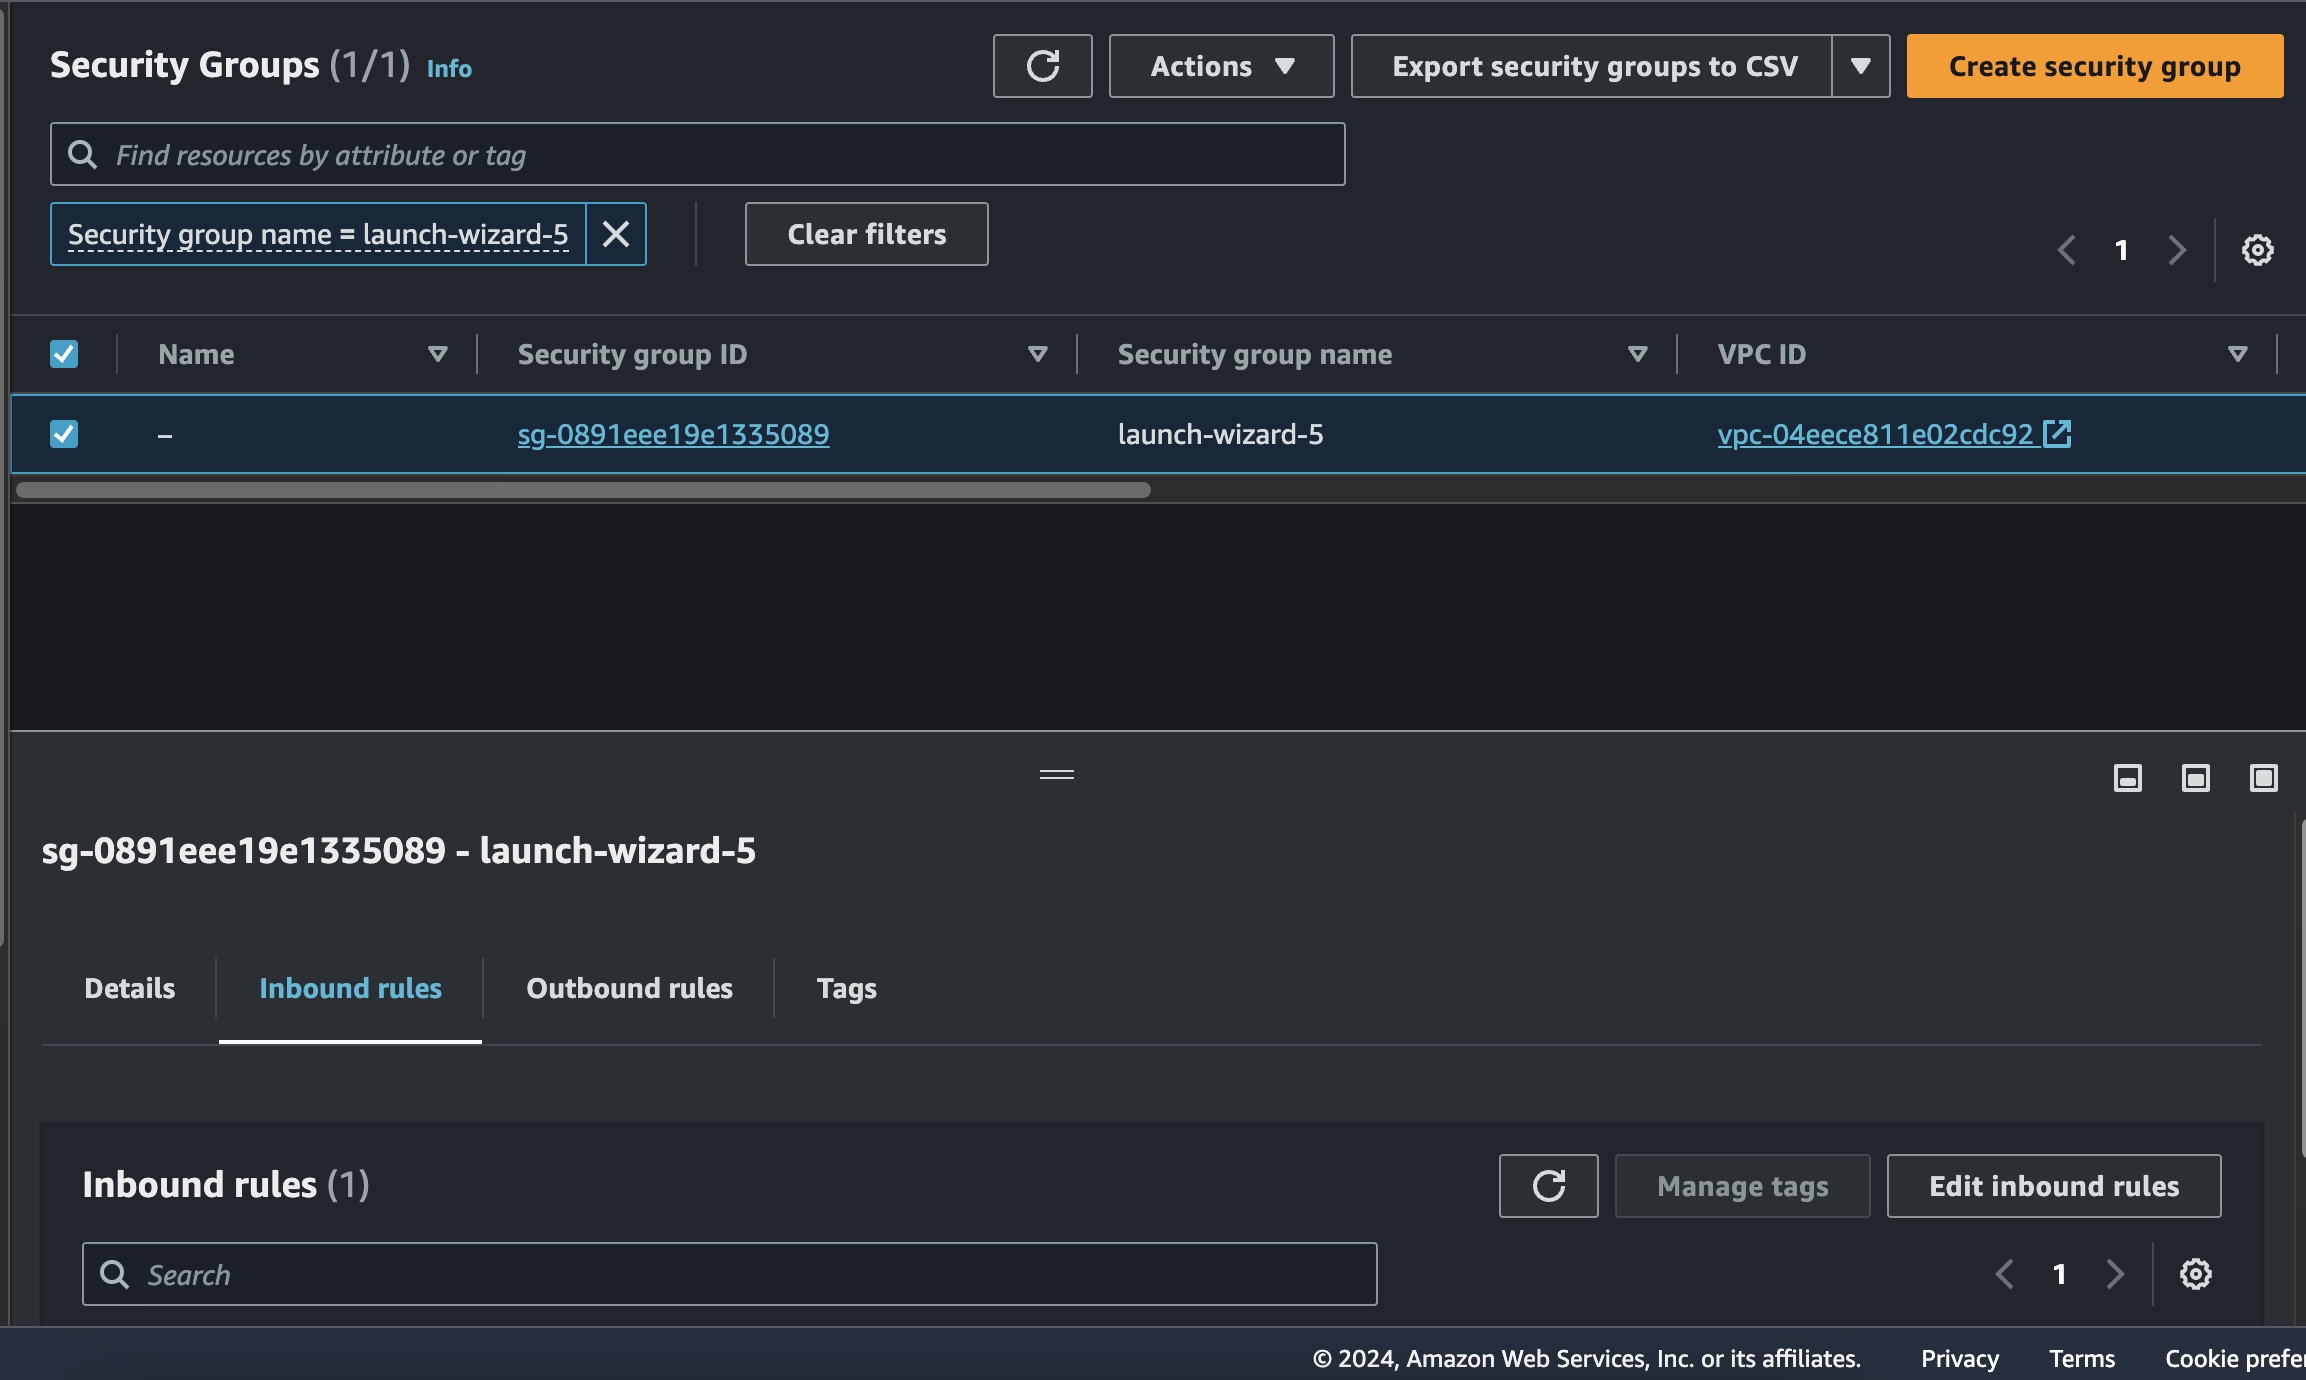 Security Groups (1/1) Info
Actions
Export security groups to CSV
Create security group
Find resources by attribute or tag
Security group name = launch-wizard-5
Clear filters
1
Name Security group ID Security group name VPC ID
– sg-0891eee19e1335089 launch-wizard-5 vpc-04eece811e02cdc92
sg-0891eee19e1335089 - launch-wizard-5
Details Inbound rules Outbound rules Tags
Inbound rules (1)
Manage tags
Edit inbound rules
Search
1
© 2024, Amazon Web Services, Inc. or its affiliates. Privacy Terms Cookie prefer